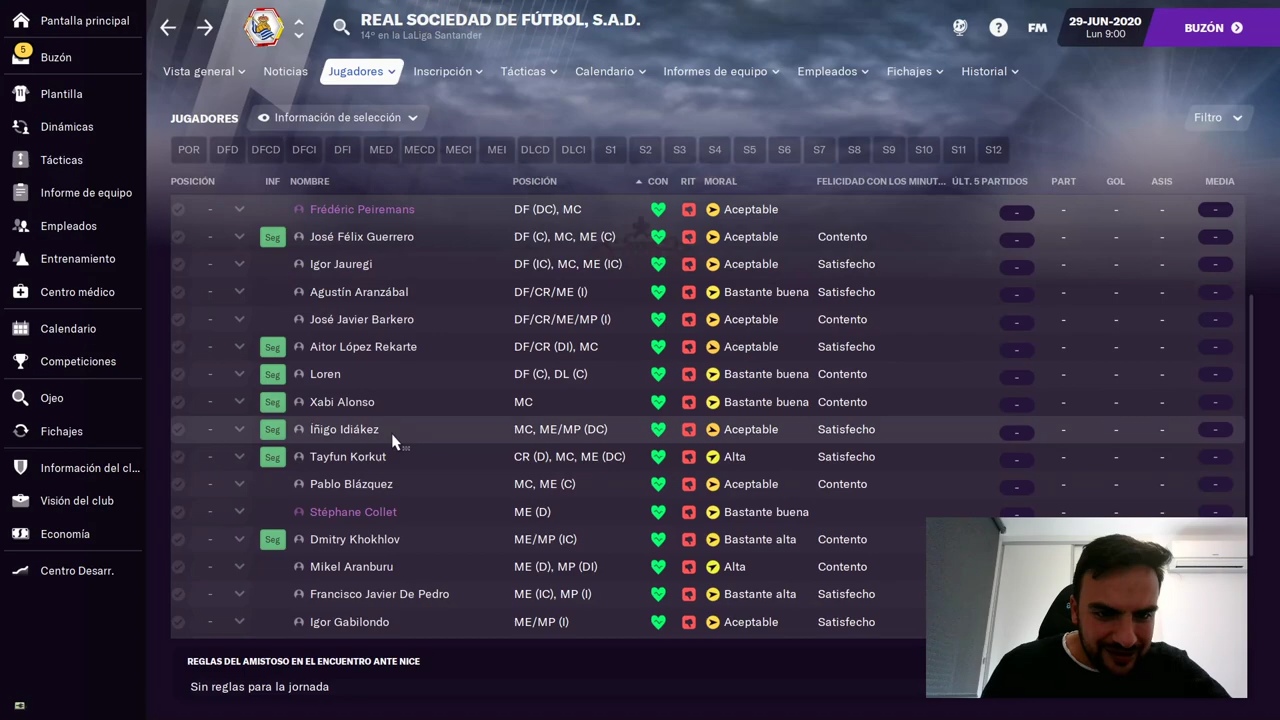 Pantalla principal
5
Buzón
Plantilla
Dinámicas
Tácticas
Informe de equipo
Empleados
Entrenamiento
Centro médico
Calendario
Competiciones
Ojeo
Fichajes
Información del cl...
Visión del club
Economía
Centro Desarr.
REAL SOCIEDAD DE FÚTBOL, S.A.D.
14º en la LaLiga Santander
FM
29-JUN-2020
Lun 9:00
BUZÓN
Vista general
Noticias
Jugadores
Inscripción
Tácticas
Calendario
Informes de equipo
Empleados
Fichajes
Historial
JUGADORES
Información de selección
Filtro
POR DFD DFCD DFCI DFI MED MECD MECI MEI DLCD DLCI S1 S2 S3 S4 S5 S6 S7 S8 S9 S10 S11 S12
POSICIÓN INF NOMBRE POSICIÓN CON RIT MORAL FELICIDAD CON LOS MINUT... ÚLT. 5 PARTIDOS PART GOL ASIS MEDIA
- Frédéric Peiremans DF (DC), MC Aceptable - - - - -
- Seg José Félix Guerrero DF (C), MC, ME (C) Aceptable Contento - - - - -
- Igor Jauregi DF (IC), MC, ME (IC) Aceptable Satisfecho - - - - -
- Agustín Aranzábal DF/CR/ME (I) Bastante buena Satisfecho - - - - -
- José Javier Barkero DF/CR/ME/MP (I) Aceptable Contento - - - - -
- Seg Aitor López Rekarte DF/CR (DI), MC Aceptable Satisfecho - - - - -
- Seg Loren DF (C), DL (C) Bastante buena Contento - - - - -
- Seg Xabi Alonso MC Bastante buena Contento - - - - -
- Seg Íñigo Idiákez MC, ME/MP (DC) Aceptable Satisfecho - - - - -
- Seg Tayfun Korkut CR (D), MC, ME (DC) Alta Satisfecho - - - - -
- Pablo Blázquez MC, ME (C) Aceptable Contento - - - - -
- Stéphane Collet ME (D) Bastante buena - - - - -
- Seg Dmitry Khokhlov ME/MP (IC) Bastante alta Contento
- Mikel Aranburu ME (D), MP (DI) Alta Contento
- Francisco Javier De Pedro ME (IC), MP (I) Bastante alta Satisfecho
- Igor Gabilondo ME/MP (I) Aceptable Satisfecho
REGLAS DEL AMISTOSO EN EL ENCUENTRO ANTE NICE
Sin reglas para la jornada